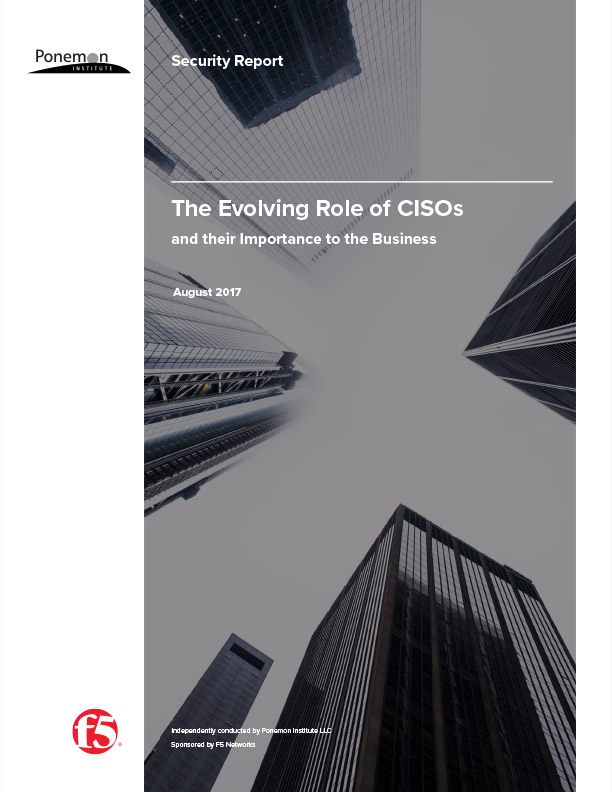 Ponemon
INSTITUTE
Security Report
The Evolving Role of CISOs
and their Importance to the Business
August 2017
f5®
Independently conducted by Ponemon Institute LLC
Sponsored by F5 Networks